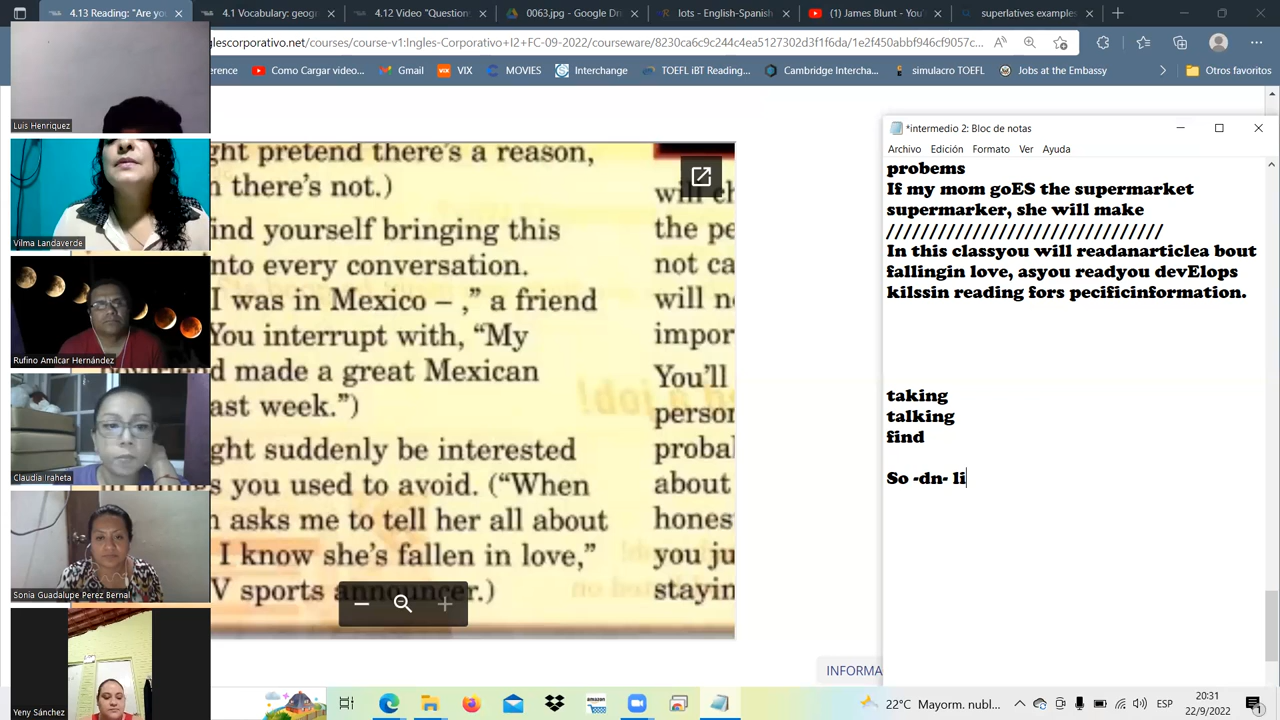 4.10 Vocabulary: geogr
4.12 Video "Question
0063.jpg - Google Dri
lots - English-Spanish
(1) James Blunt - You're
superlatives examples
glescorporativo.net/courses/course-v1:Ingles-Corporativo+I2+FC-09-2022/courseware/8230ca6c9c244c4ea5127302d3f1f6da/1e2f450abbf946cf9057c...
erence
Como Cargar video...
Gmail
VIX
MOVIES
Interchange
TOEFL iBT Reading...
Cambridge Intercha...
simulacro TOEFL
Jobs at the Embassy
Otros favoritos
Luis Henriquez
Vilma Landaverde
Rufino Amílcar Hernández
Claudia Iraheta
Sonia Guadalupe Perez Bernal
Yeny Sánchez
ght pretend there's a reason,
n there's not.)
ind yourself bringing this
nto every conversation.
I was in Mexico – ," a friend
You interrupt with, "My
d made a great Mexican
ast week.")
ght suddenly be interested
s you used to avoid. ("When
n asks me to tell her all about
I know she's fallen in love,"
V sports announcer.)
will ch
the pe
not ca
will n
impor
You'll
person
probal
about
hones
you ju
stayin
INFORMA
*intermedio 2: Bloc de notas
Archivo Edición Formato Ver Ayuda
probems
If my mom goES the supermarket
supermarker, she will make
////////////////////////////////
In this classyou will readanarticlea bout
fallingin love, asyou readyou devElops
kilssin reading fors pecificinformation.
taking
talking
find
So -dn- li
22°C Mayorm. nubl...
ESP
20:31
22/9/2022